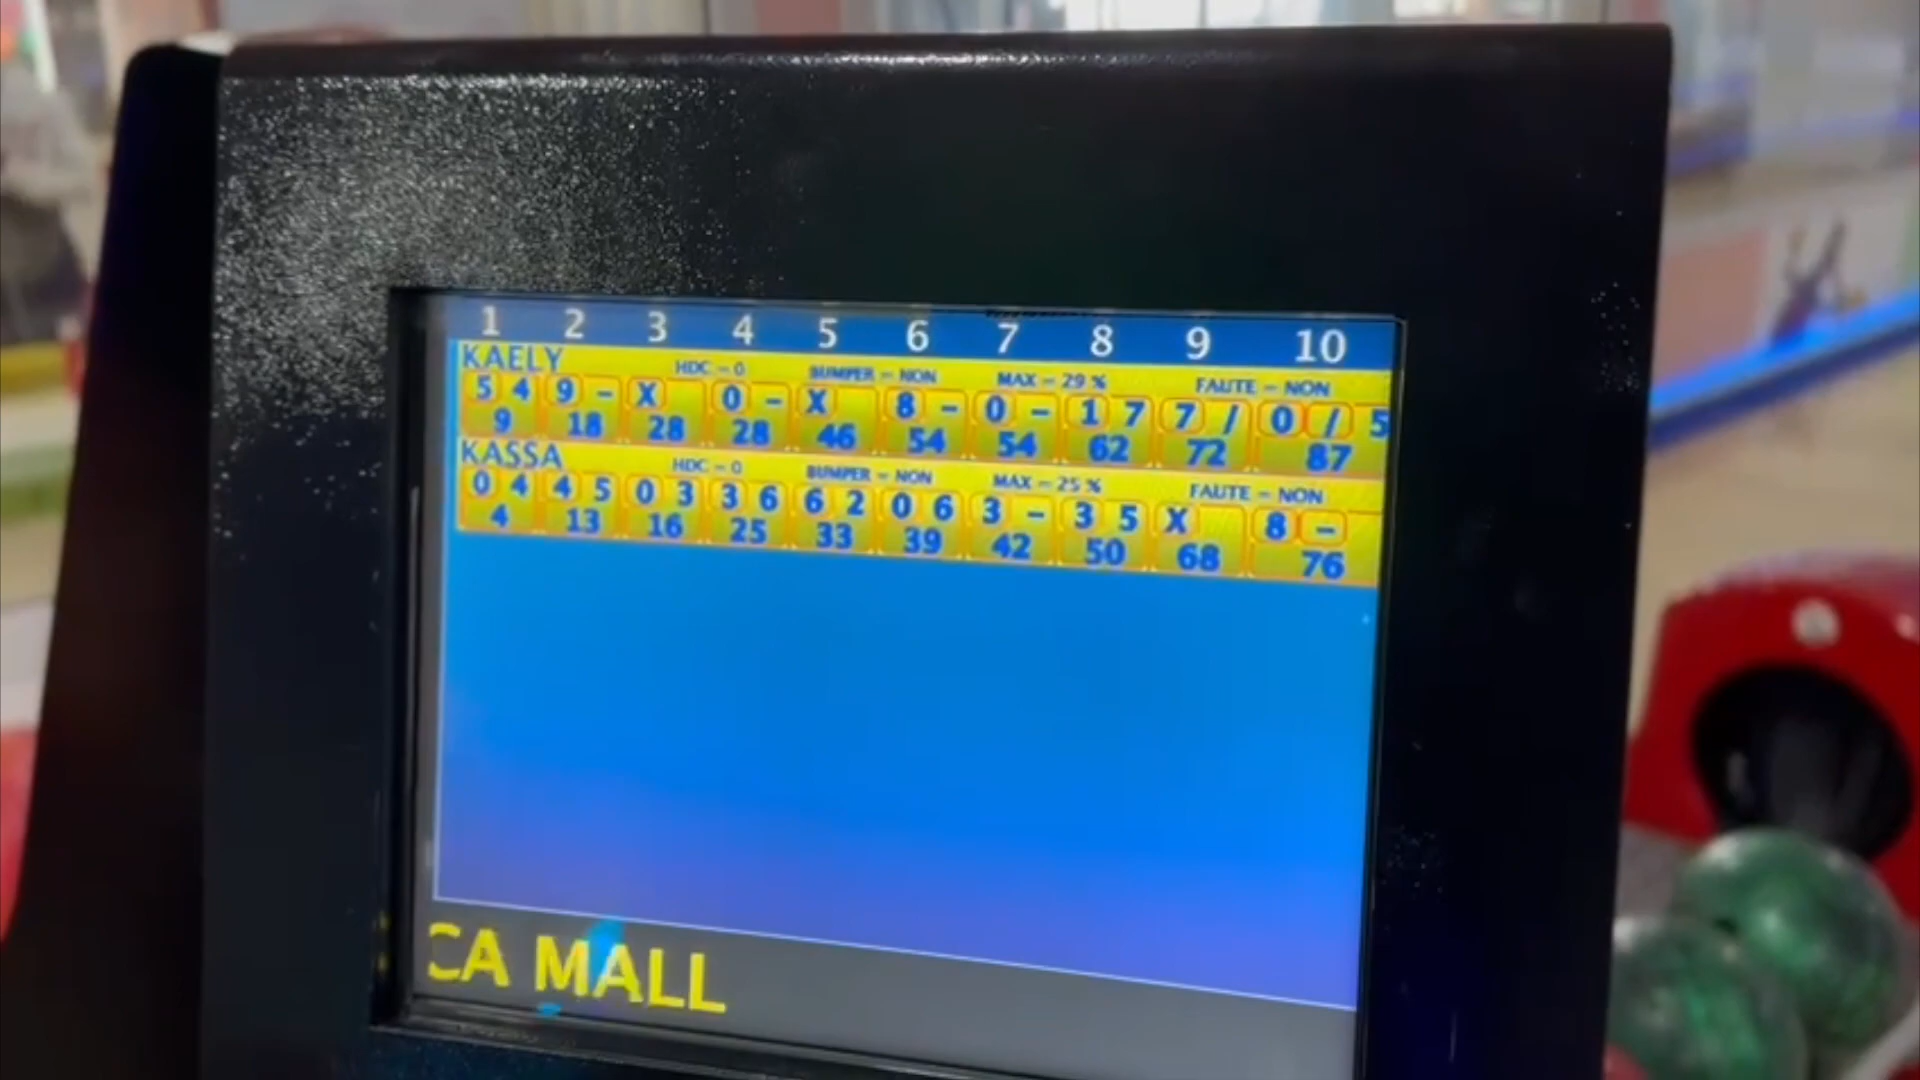 1 2 3 4 5 6 7 8 9 10
KAELY HDC = 0 BUMPER = NON MAX = 29 % FAUTE = NON
5 4 9 - X 0 - X 8 - 0 - 1 7 7 / 0 / 5
9 18 28 28 46 54 54 62 72 87
KASSA HDC = 0 BUMPER = NON MAX = 25 % FAUTE = NON
0 4 4 5 0 3 3 6 6 2 0 6 3 - 3 5 X 8 -
4 13 16 25 33 39 42 50 68 76
CA MALL